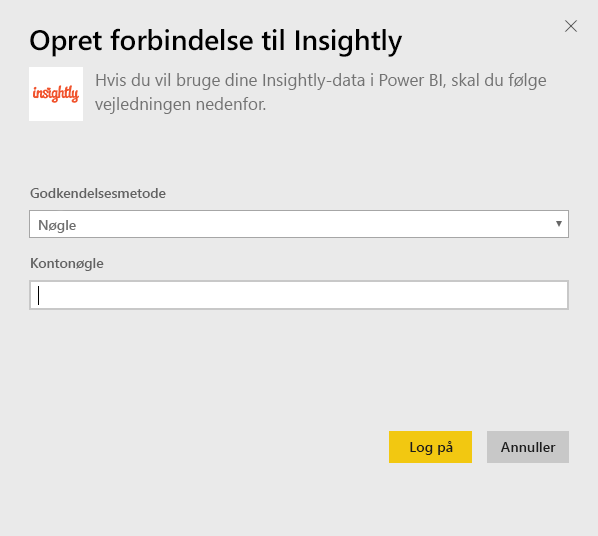 Opret forbindelse til Insightly
insightly
Hvis du vil bruge dine Insightly-data i Power BI, skal du følge
vejledningen nedenfor.
Godkendelsesmetode
Nøgle
Kontonøgle
Log på
Annuller